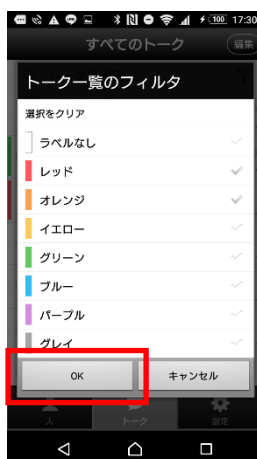 100 17:30
すべてのトーク 編集
トーク一覧のフィルタ
選択をクリア
ラベルなし
レッド
オレンジ
イエロー
グリーン
ブルー
パープル
グレイ
OK キャンセル
人 トーク 設定